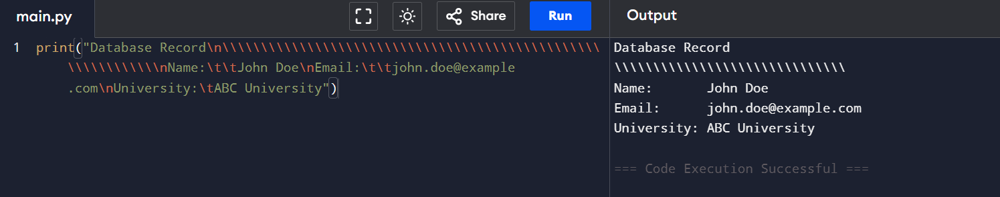 main.py
Share
Run
Output
1 print("Database Record\n\\\\\\\\\\\\\\\\\\\\\\\\\\\\\\\\\\\\\\\\\\\\\\\\\
\\\\\\\\\\\\nName:\t\tJohn Doe\nEmail:\t\tjohn.doe@example
.com\nUniversity:\tABC University")
Database Record
\\\\\\\\\\\\\\\\\\\\\\\\\\\\\\
Name:       John Doe
Email:      john.doe@example.com
University: ABC University
=== Code Execution Successful ===